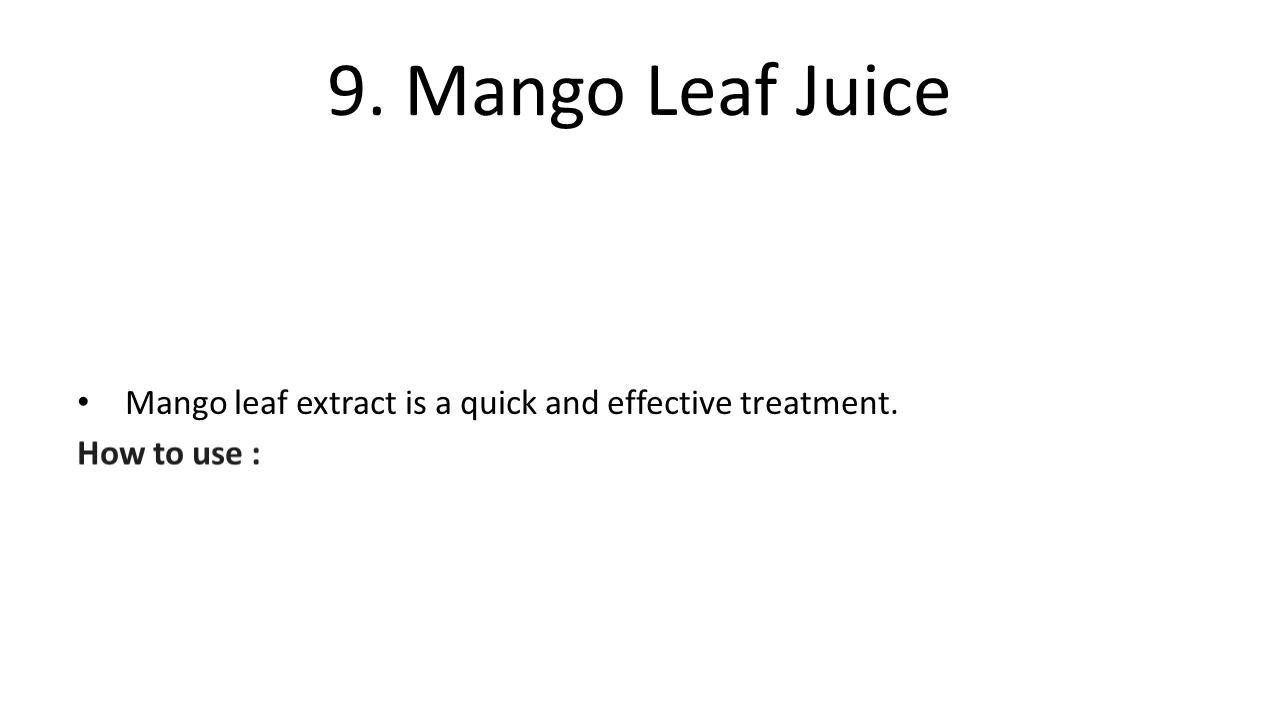 9. Mango Leaf Juice
• Mango leaf extract is a quick and effective treatment.
How to use :